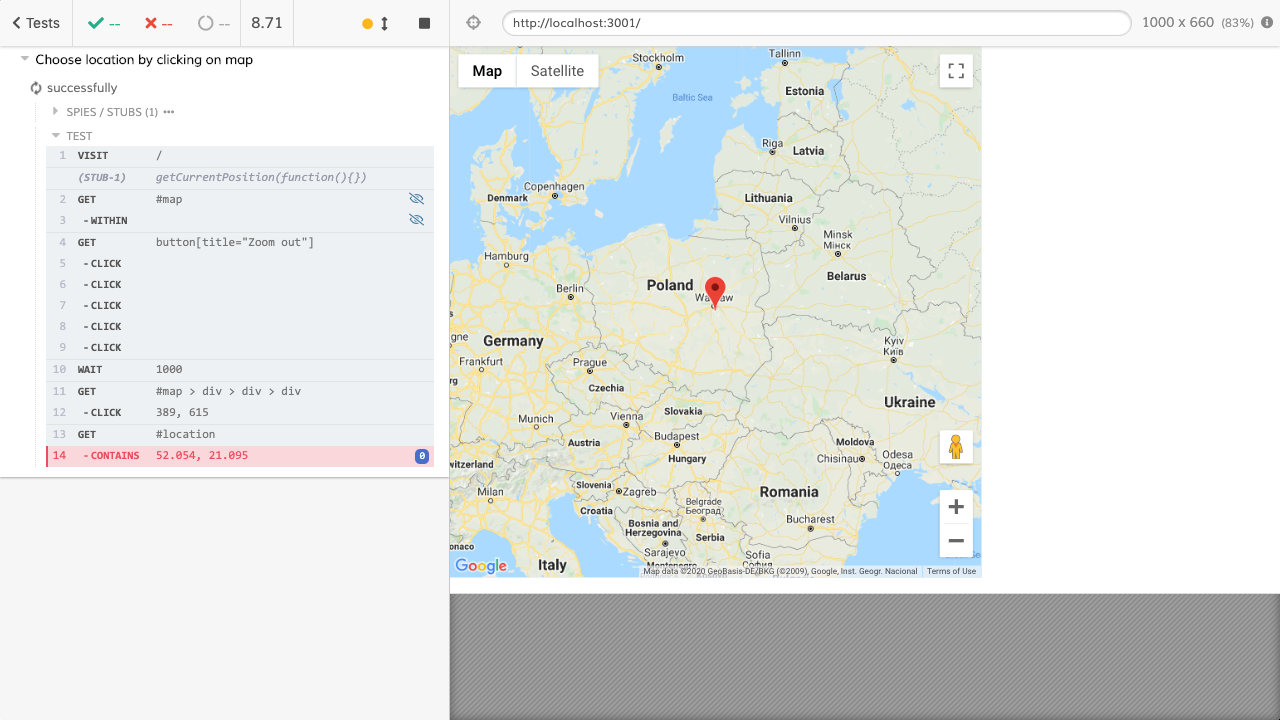 Tests
--
--
--
8.71
http://localhost:3001/
1000 x 660 (83%)
Choose location by clicking on map
successfully
SPIES / STUBS (1)
TEST
1 VISIT /
(STUB-1) getCurrentPosition(function(){})
2 GET #map
3 - WITHIN
4 GET button[title="Zoom out"]
5 - CLICK
6 - CLICK
7 - CLICK
8 - CLICK
9 - CLICK
10 WAIT 1000
11 GET #map > div > div > div
12 - CLICK 389, 615
13 GET #location
14 - CONTAINS 52.054, 21.095 0
Map Satellite
Stockholm
Tallinn
Estonia
Baltic Sea
Riga
Latvia
Copenhagen
Denmark
Lithuania
Vilnius
Minsk
Мінск
Hamburg
Belarus
Berlin
Poland
Warsaw
Germany
Kyiv
Київ
Frankfurt
Prague
Czechia
Ukraine
Slovakia
Munich
Vienna
Austria
Budapest
Moldova
Hungary
Chisinau
Odesa
Одеса
witzerland
Slovenia
Zagreb
Milan
Romania
Croatia
Belgrade
Београд
Bosnia and
Herzegovina
Serbia
Bucharest
onaco
Sarajevo
Sofia
София
Montenegro
Italy
Google
Map data ©2020 GeoBasis-DE/BKG (©2009), Google, Inst. Geogr. Nacional Terms of Use